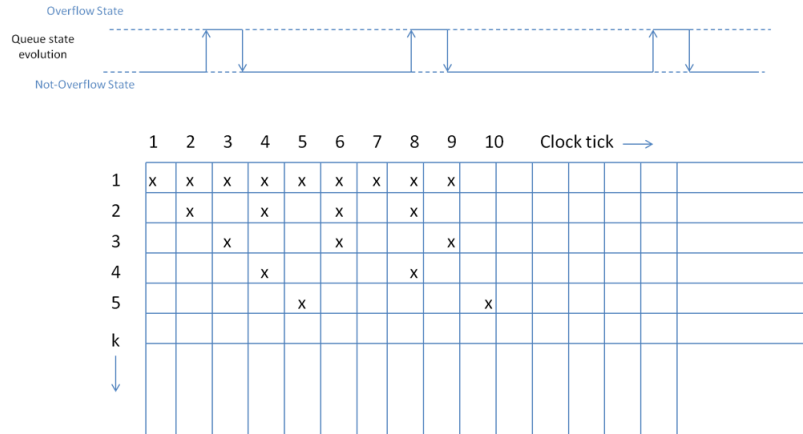 Overflow State
Queue state
evolution
Not-Overflow State
1 2 3 4 5 6 7 8 9 10 Clock tick
1 x x x x x x x x x
2 x x x x
3 x x x
4 x x
5 x x
k